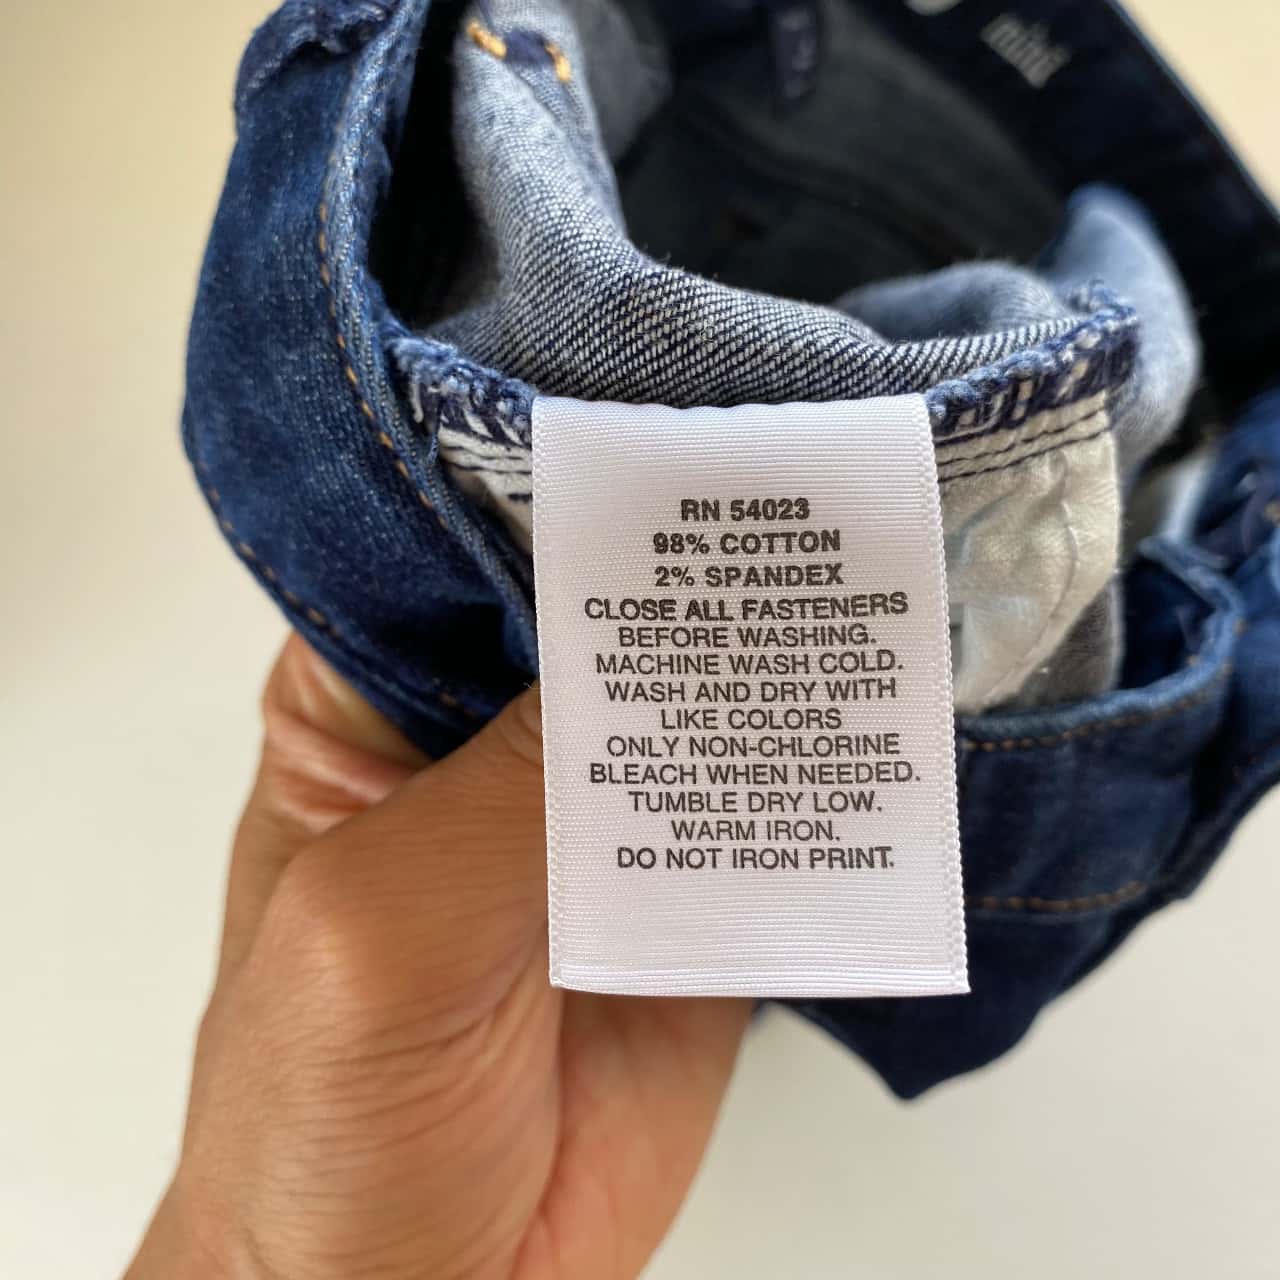 RN 54023
98% COTTON
2% SPANDEX
CLOSE ALL FASTENERS
BEFORE WASHING.
MACHINE WASH COLD.
WASH AND DRY WITH
LIKE COLORS
ONLY NON-CHLORINE
BLEACH WHEN NEEDED.
TUMBLE DRY LOW.
WARM IRON.
DO NOT IRON PRINT.